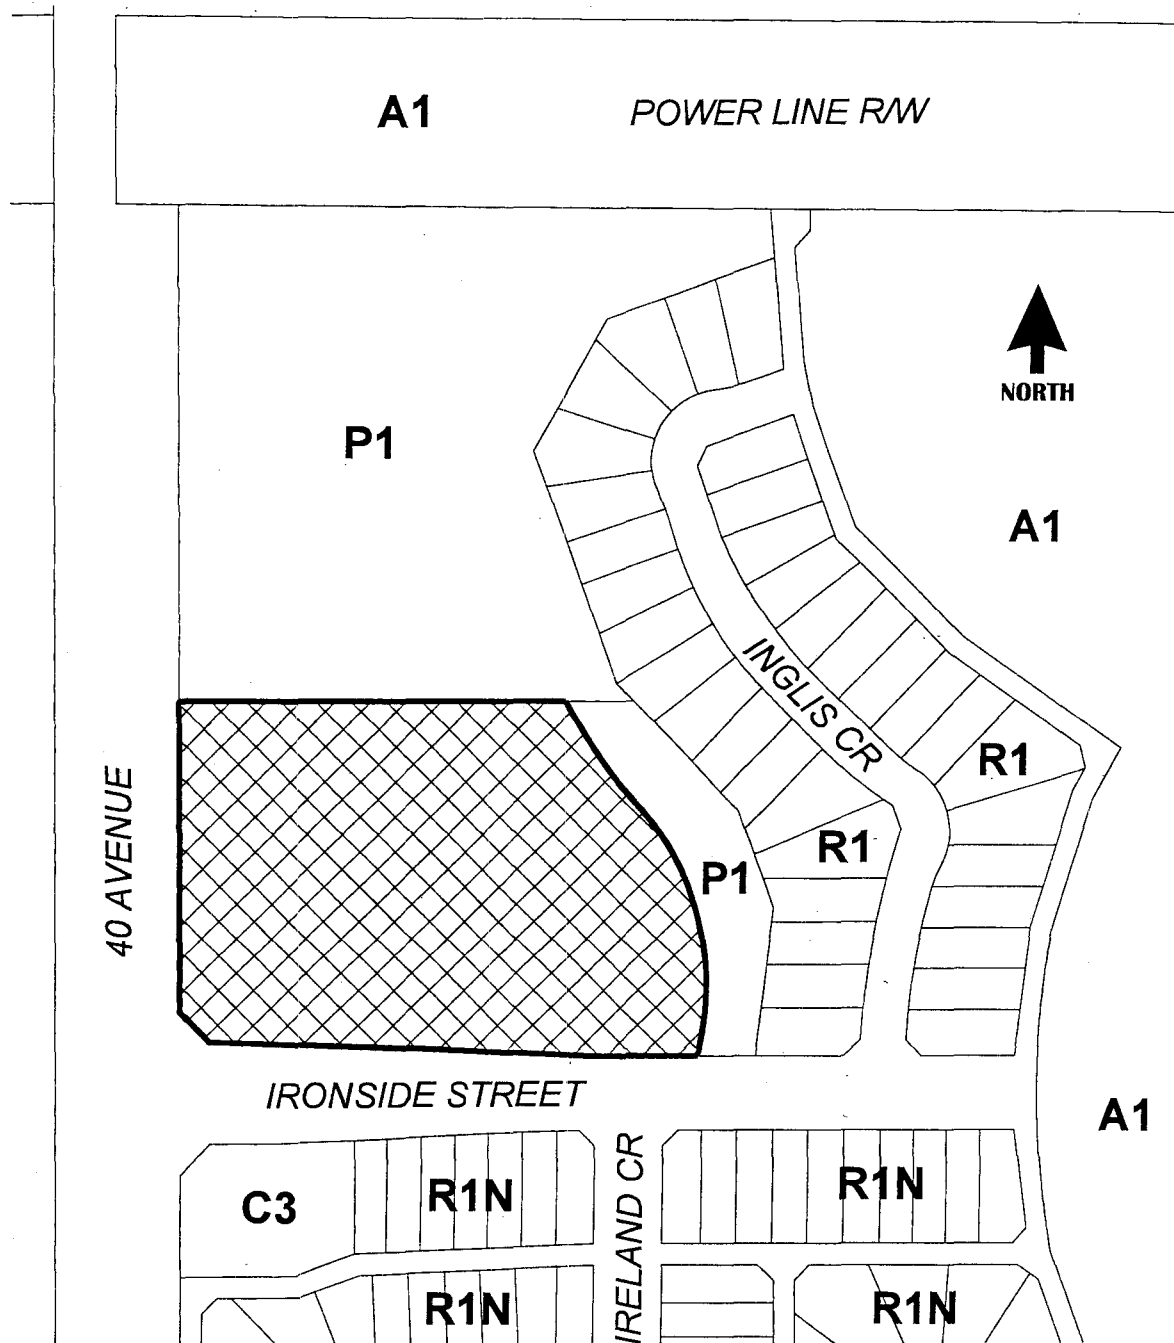 A1
POWER LINE R/W
NORTH
P1
A1
INGLIS CR
R1
40 AVENUE
R1
P1
IRONSIDE STREET
A1
IRELAND CR
C3
R1N
R1N
R1N
R1N